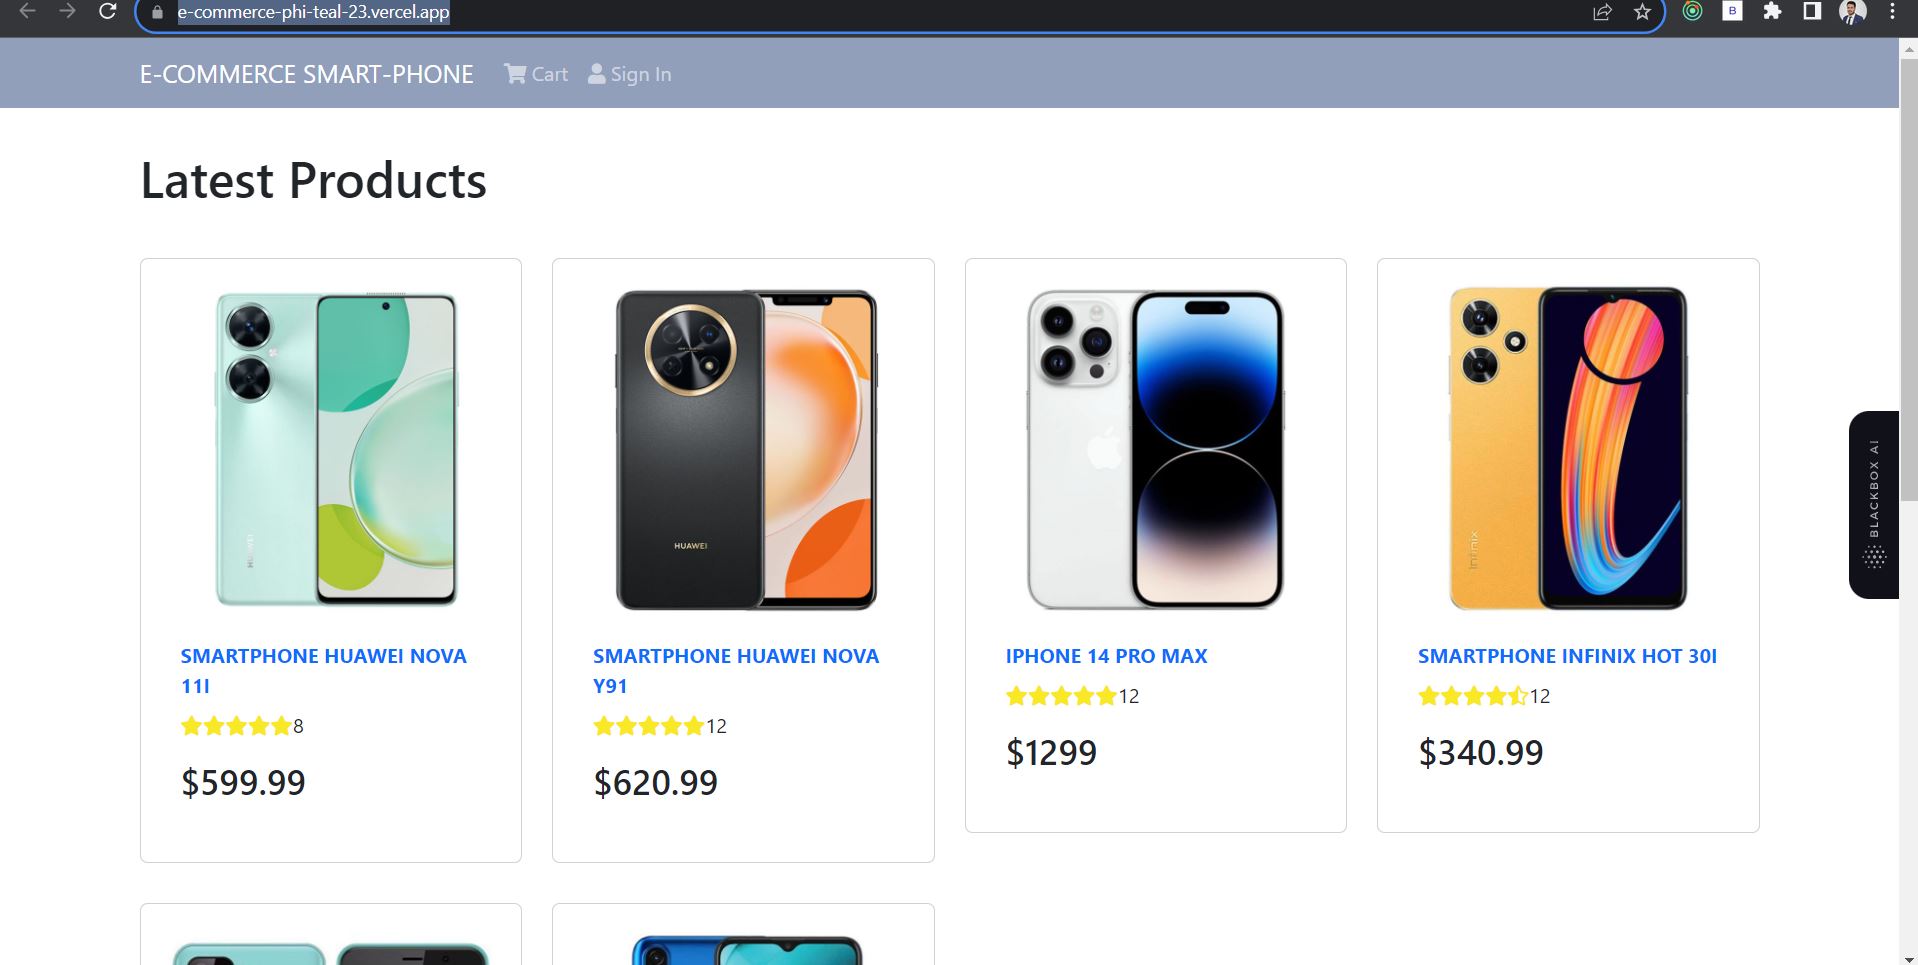 e-commerce-phi-teal-23.vercel.app
B
E-COMMERCE SMART-PHONE Cart Sign In
Latest Products
HUAWEI
HUAWEI
Infinix
BLACKBOX AI
SMARTPHONE HUAWEI NOVA
11I
8
$599.99
SMARTPHONE HUAWEI NOVA
Y91
12
$620.99
IPHONE 14 PRO MAX
12
$1299
SMARTPHONE INFINIX HOT 30I
12
$340.99